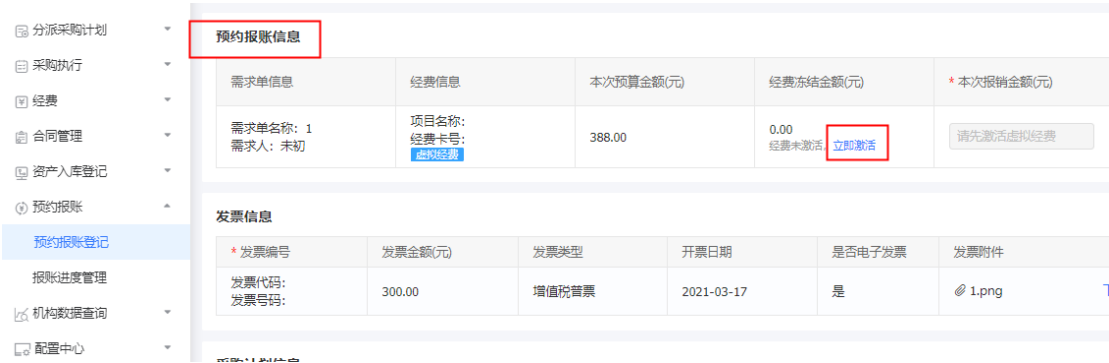 分派采购计划
采购执行
经费
合同管理
资产入库登记
预约报账
预约报账登记
报账进度管理
机构数据查询
配置中心
预约报账信息
需求单信息 经费信息 本次预算金额(元) 经费冻结金额(元) * 本次报销金额(元)
需求单名称: 1
需求人: 未初
项目名称:
经费卡号:
虚拟经费
388.00
0.00
经费未激活, 立即激活
请先激活虚拟经费
发票信息
* 发票编号 发票金额(元) 发票类型 开票日期 是否电子发票 发票附件
发票代码:
发票号码:
300.00 增值税普票 2021-03-17 是 1.png
采购计划信息